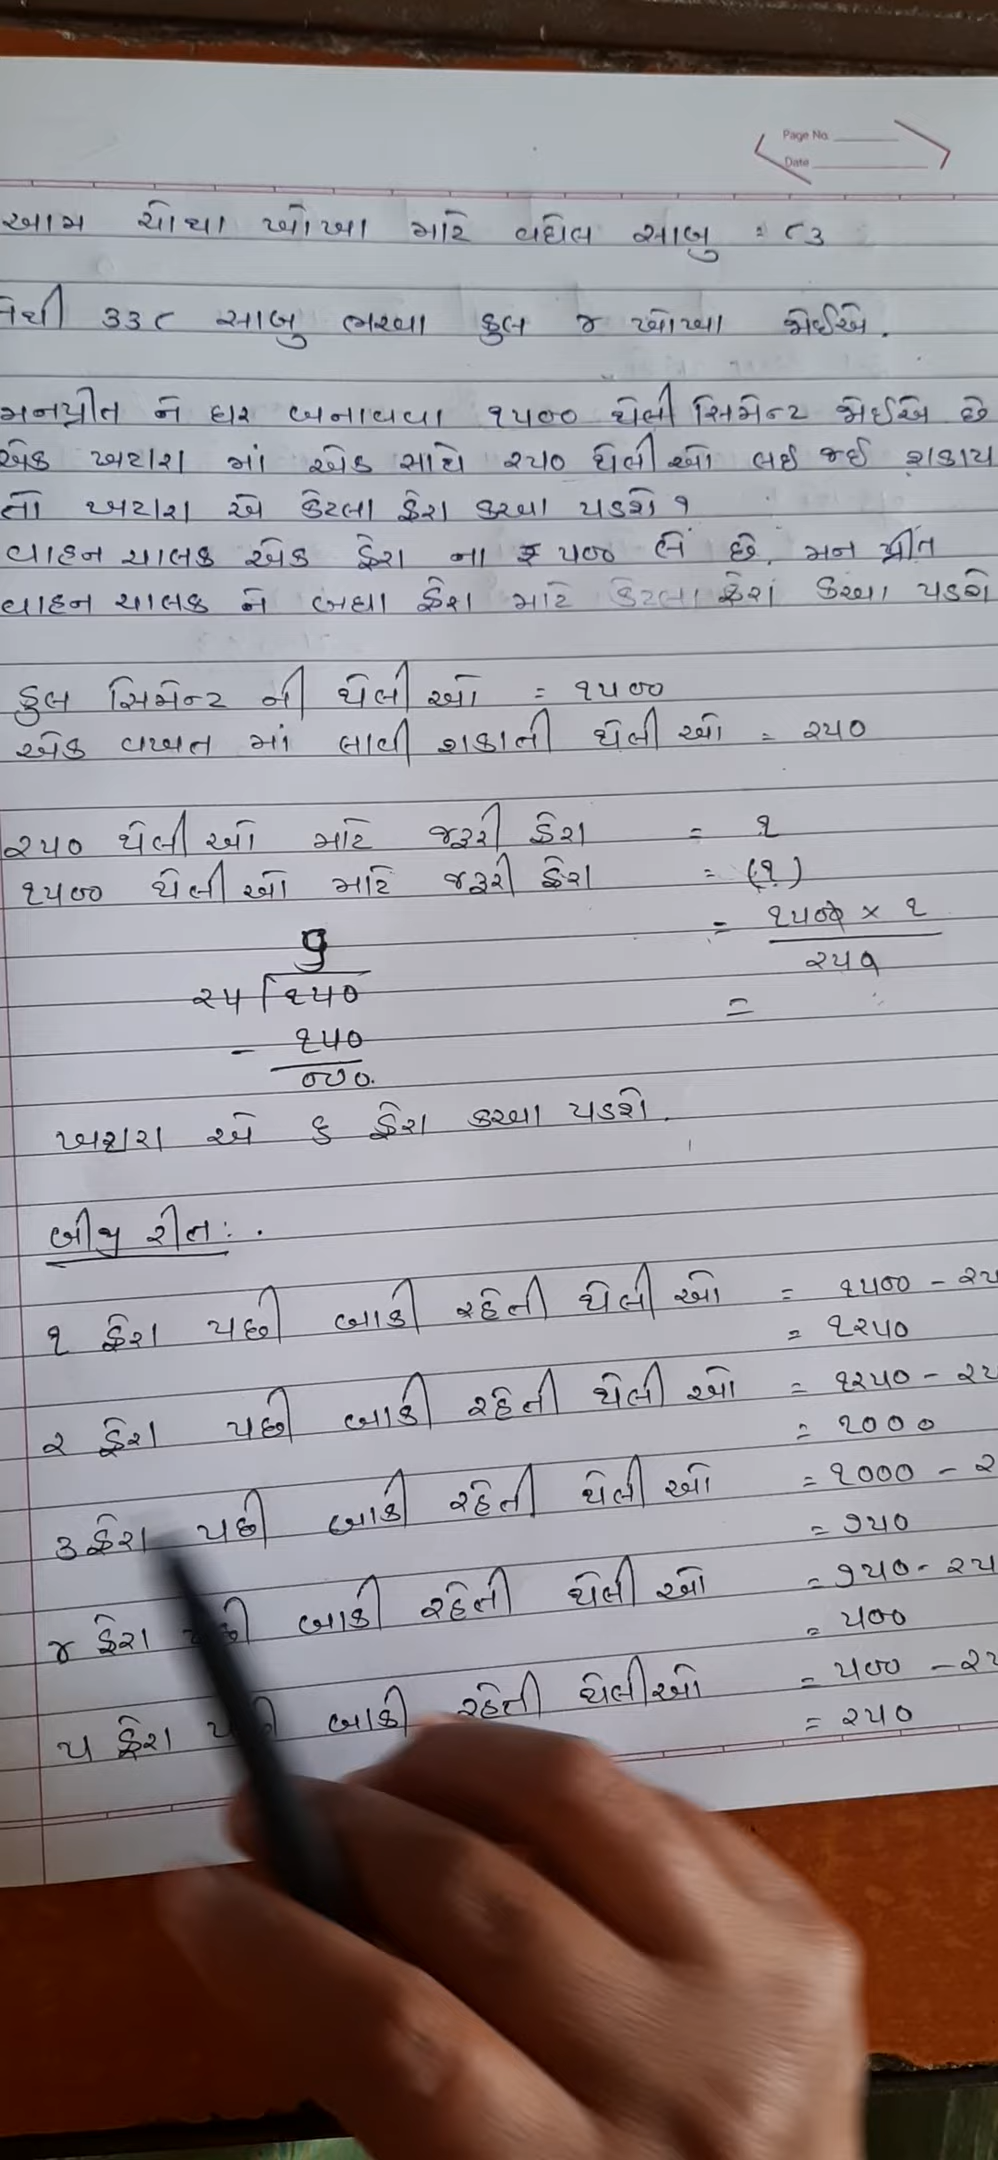 Page No.
Date
આમ ચોથા ખોખા માટે વધેલ સાબુ = ૮૩
તેથી ૩૩૮ સાબુ ભરવા કુલ ૪ ખોખા જોઈએ.
મનપ્રીત ને ઘર બનાવવા ૧૫૦૦ થેલી સિમેન્ટ જોઈએ છે
એક ખટારા માં એક સાથે ૨૫૦ થેલી ઓ લઈ જઈ શકાય
તો ખટારા એ કેટલા ફેરા કરવા પડશે ?
વાહન ચાલક એક ફેરા ના ₹ ૫૦૦ લે છે. મન પ્રીત
વાહન ચાલક ને બધા ફેરા માટે કેટલા ફેરા કરવા પડશે
કુલ સિમેન્ટ ની થેલી ઓ = ૧૫૦૦
એક વખત માં લાવી શકાતી થેલી ઓ = ૨૫૦
૨૫૦ થેલી ઓ માટે જરૂરી ફેરા = ૧
૧૫૦૦ થેલી ઓ માટે જરૂરી ફેરા = (?)
= ૧૫૦૦ × ૧
૨૫૦
=
૨૫ ૧૫૦
- ૧૫૦
૦૦૦.
ખટારા એ ૬ ફેરા કરવા પડશે.
બીજુ રીત :.
૧ ફેરા પછી બાકી રહેતી થેલી ઓ = ૧૫૦૦ - ૨૫
= ૧૨૫૦
૨ ફેરા પછી બાકી રહેતી થેલી ઓ = ૧૨૫૦ - ૨૫
= ૧૦૦૦
૩ ફેરા પછી બાકી રહેતી થેલી ઓ = ૧૦૦૦ - ૨
= ૭૫૦
૪ ફેરા બાકી રહેતી થેલી ઓ = ૭૫૦ - ૨૫
= ૫૦૦
૫ ફેરા બાકી રહેતી થેલીઓ = ૫૦૦ - ૨૫
= ૨૫૦